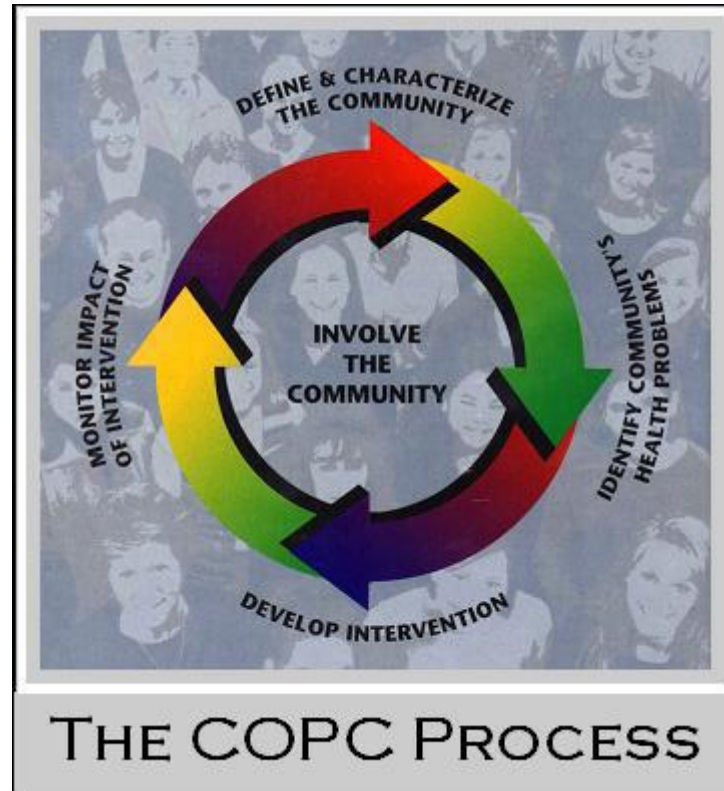 DEFINE & CHARACTERIZE
THE COMMUNITY
IDENTIFY COMMUNITY'S
HEALTH PROBLEMS
DEVELOP INTERVENTION
MONITOR IMPACT
OF INTERVENTION
INVOLVE
THE
COMMUNITY
THE COPC PROCESS